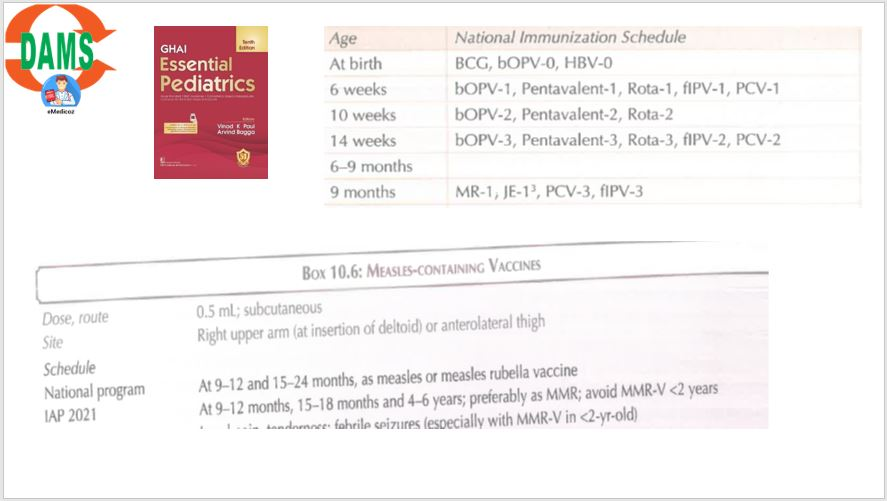 DAMS
eMedicoz
GHAI
Tenth
Edition
Essential
Pediatrics
Editors
Vinod K Paul
Arvind Bagga
Age National Immunization Schedule
At birth BCG, bOPV-0, HBV-0
6 weeks bOPV-1, Pentavalent-1, Rota-1, fIPV-1, PCV-1
10 weeks bOPV-2, Pentavalent-2, Rota-2
14 weeks bOPV-3, Pentavalent-3, Rota-3, fIPV-2, PCV-2
6–9 months
9 months MR-1, JE-1³, PCV-3, fIPV-3
BOX 10.6: MEASLES-CONTAINING VACCINES
Dose, route 0.5 mL; subcutaneous
Site Right upper arm (at insertion of deltoid) or anterolateral thigh
Schedule
National program At 9–12 and 15–24 months, as measles or measles rubella vaccine
IAP 2021 At 9–12 months, 15–18 months and 4–6 years; preferably as MMR; avoid MMR-V <2 years
tenderness; febrile seizures (especially with MMR-V in <2-yr-old)